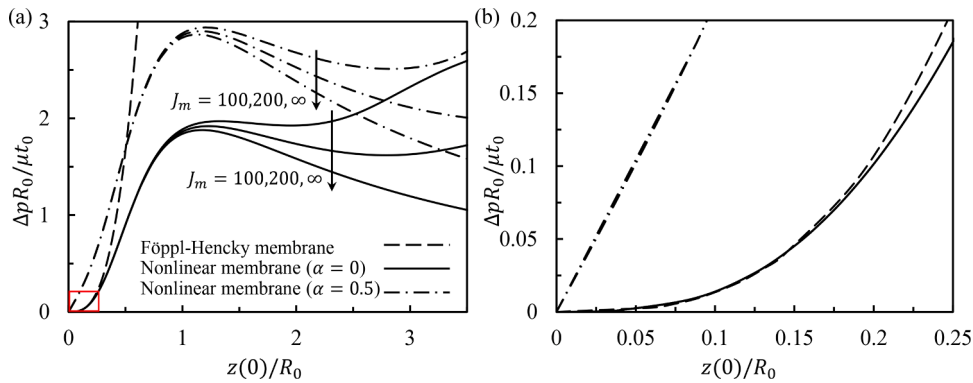 (a)
3
2
1
0
ΔpR₀/μt₀
J_m = 100,200,∞
J_m = 100,200,∞
Föppl-Hencky membrane
Nonlinear membrane (α = 0)
Nonlinear membrane (α = 0.5)
0 1 2 3
z(0)/R₀
(b)
0.2
0.15
0.1
0.05
0
ΔpR₀/μt₀
0 0.05 0.1 0.15 0.2 0.25
z(0)/R₀